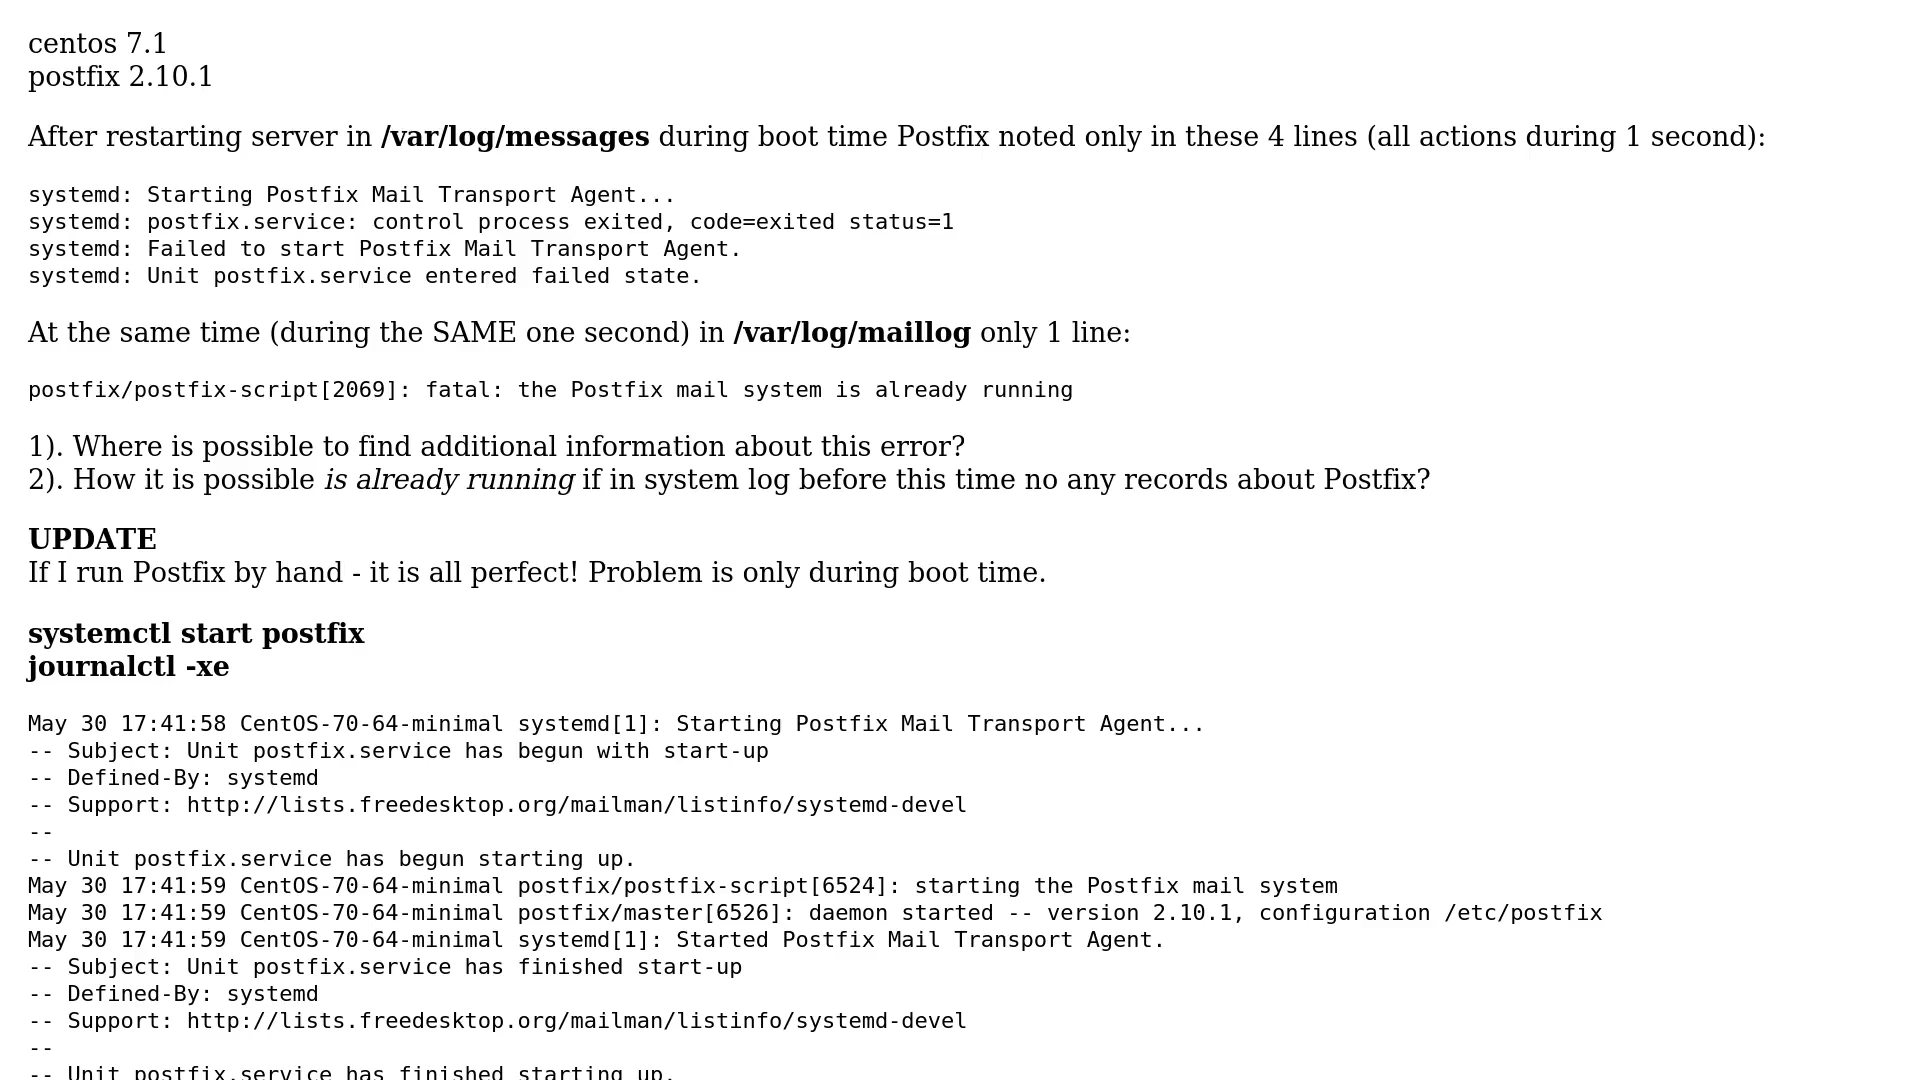 centos 7.1
postfix 2.10.1
After restarting server in /var/log/messages during boot time Postfix noted only in these 4 lines (all actions during 1 second):
systemd: Starting Postfix Mail Transport Agent...
systemd: postfix.service: control process exited, code=exited status=1
systemd: Failed to start Postfix Mail Transport Agent.
systemd: Unit postfix.service entered failed state.
At the same time (during the SAME one second) in /var/log/maillog only 1 line:
postfix/postfix-script[2069]: fatal: the Postfix mail system is already running
1). Where is possible to find additional information about this error?
2). How it is possible is already running if in system log before this time no any records about Postfix?
UPDATE
If I run Postfix by hand - it is all perfect! Problem is only during boot time.
systemctl start postfix
journalctl -xe
May 30 17:41:58 CentOS-70-64-minimal systemd[1]: Starting Postfix Mail Transport Agent...
-- Subject: Unit postfix.service has begun with start-up
-- Defined-By: systemd
-- Support: http://lists.freedesktop.org/mailman/listinfo/systemd-devel
--
-- Unit postfix.service has begun starting up.
May 30 17:41:59 CentOS-70-64-minimal postfix/postfix-script[6524]: starting the Postfix mail system
May 30 17:41:59 CentOS-70-64-minimal postfix/master[6526]: daemon started -- version 2.10.1, configuration /etc/postfix
May 30 17:41:59 CentOS-70-64-minimal systemd[1]: Started Postfix Mail Transport Agent.
-- Subject: Unit postfix.service has finished start-up
-- Defined-By: systemd
-- Support: http://lists.freedesktop.org/mailman/listinfo/systemd-devel
--
-- Unit postfix.service has finished starting up.